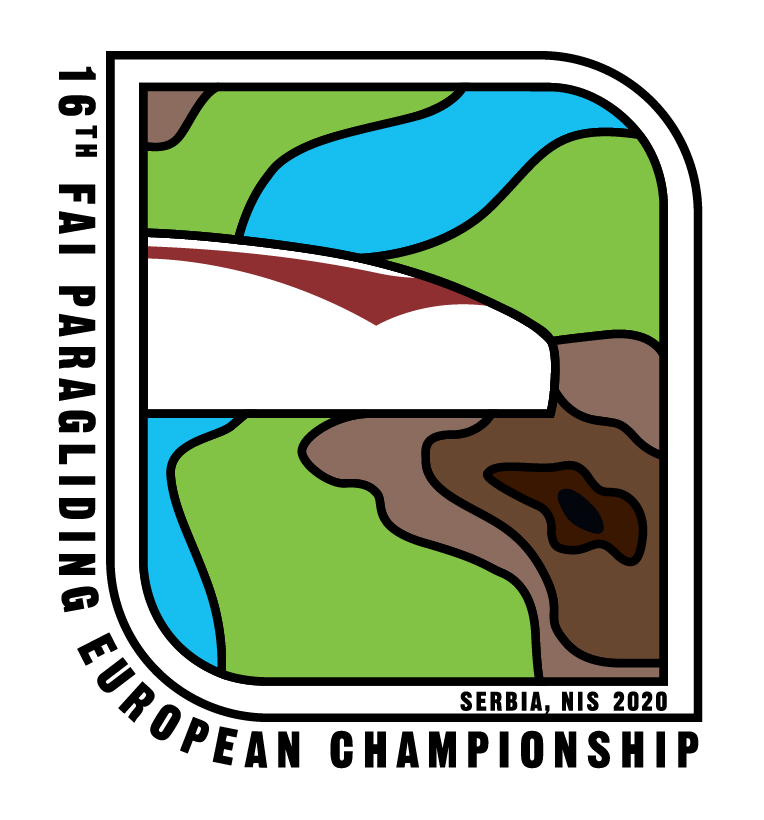 16TH FAI PARAGLIDING EUROPEAN CHAMPIONSHIP
SERBIA, NIS 2020